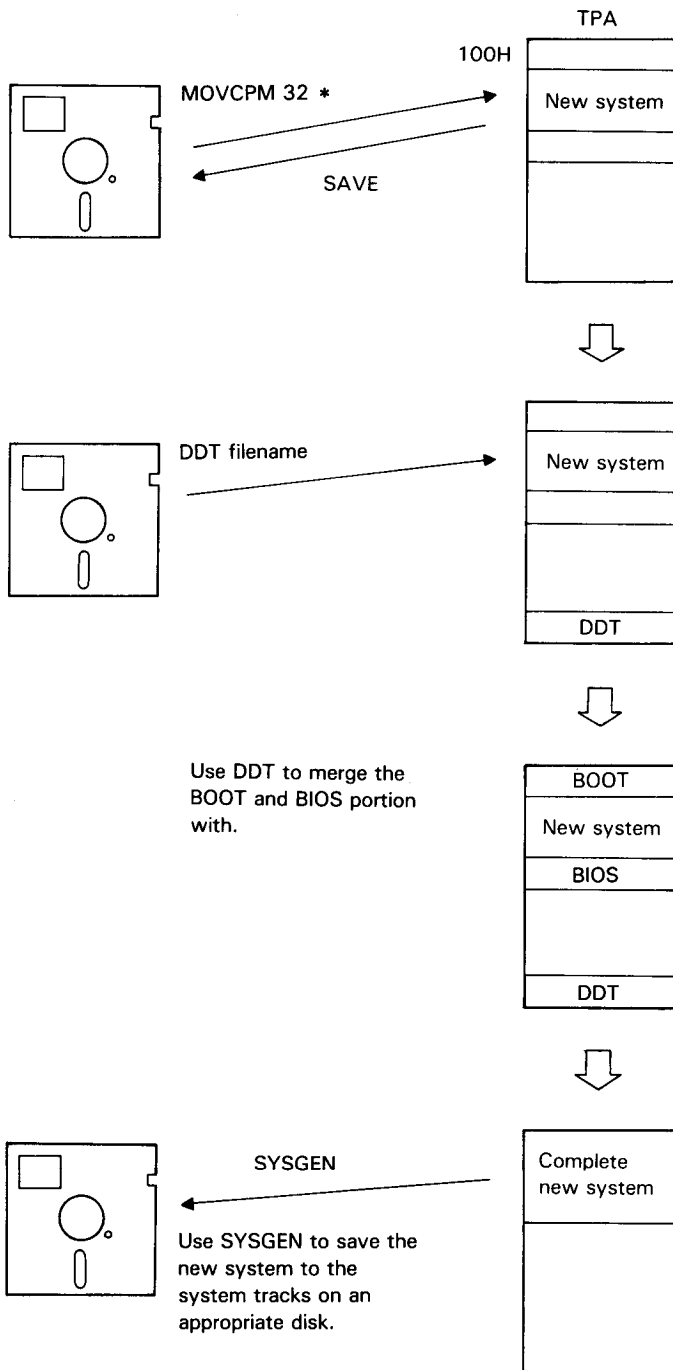 TPA
100H
MOVCPM 32 *
New system
SAVE
DDT filename
New system
DDT
Use DDT to merge the
BOOT and BIOS portion
with.
BOOT
New system
BIOS
DDT
SYSGEN
Complete
new system
Use SYSGEN to save the
new system to the
system tracks on an
appropriate disk.